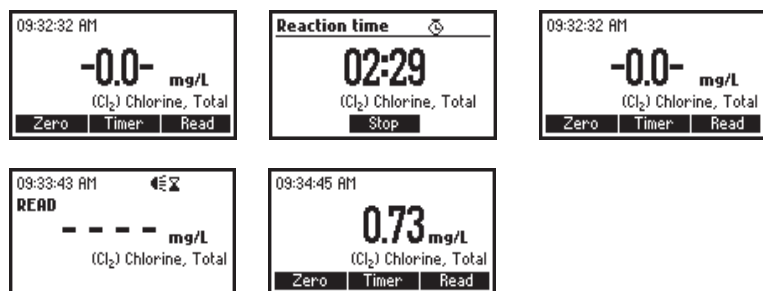 09:32:32 AM
-0.0- mg/L
(Cl₂) Chlorine, Total
Zero Timer Read
Reaction time
02:29
(Cl₂) Chlorine, Total
Stop
09:32:32 AM
-0.0- mg/L
(Cl₂) Chlorine, Total
Zero Timer Read
09:33:43 AM
READ
- - - - mg/L
(Cl₂) Chlorine, Total
09:34:45 AM
0.73 mg/L
(Cl₂) Chlorine, Total
Zero Timer Read